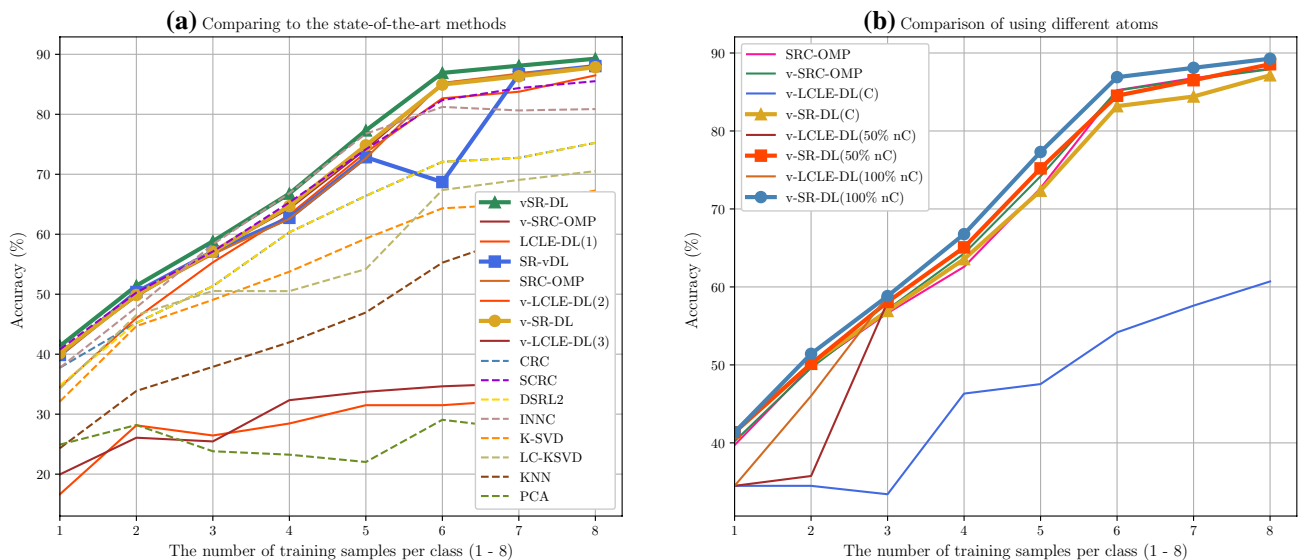 (a) Comparing to the state-of-the-art methods
90
80
70
60
50
40
30
20
Accuracy (%)
vSR-DL
v-SRC-OMP
LCLE-DL(1)
SR-vDL
SRC-OMP
v-LCLE-DL(2)
v-SR-DL
v-LCLE-DL(3)
CRC
SCRC
DSRL2
INNC
K-SVD
LC-KSVD
KNN
PCA
1 2 3 4 5 6 7 8
The number of training samples per class (1 - 8)
(b) Comparison of using different atoms
90
80
70
60
50
40
Accuracy (%)
SRC-OMP
v-SRC-OMP
v-LCLE-DL(C)
v-SR-DL(C)
v-LCLE-DL(50% nC)
v-SR-DL(50% nC)
v-LCLE-DL(100% nC)
v-SR-DL(100% nC)
1 2 3 4 5 6 7 8
The number of training samples per class (1 - 8)